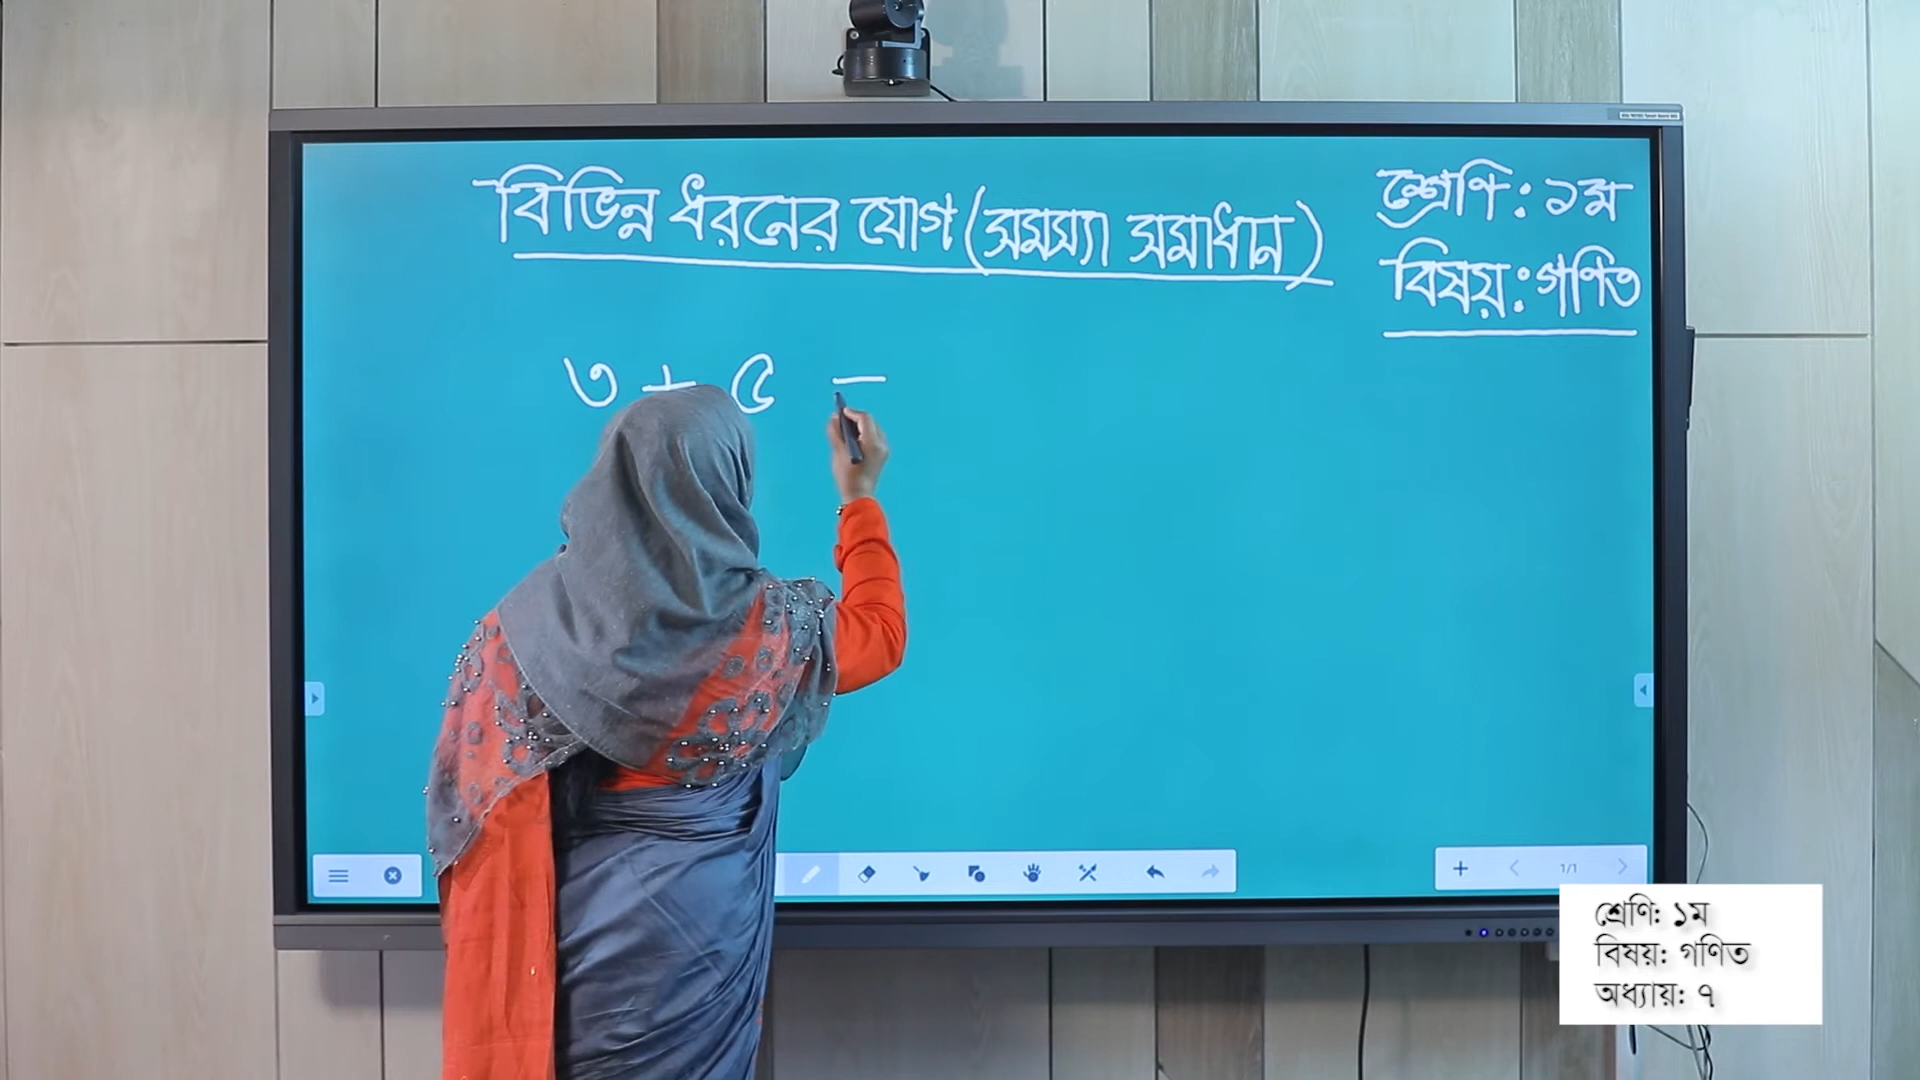 বিভিন্ন ধরনের যোগ (সমস্যা সমাধান)
শ্রেণি : ১ম
বিষয় : গণিত
৩ + ৫ −
1/1
শ্রেণি: ১ম
বিষয়: গণিত
অধ্যায়: ৭